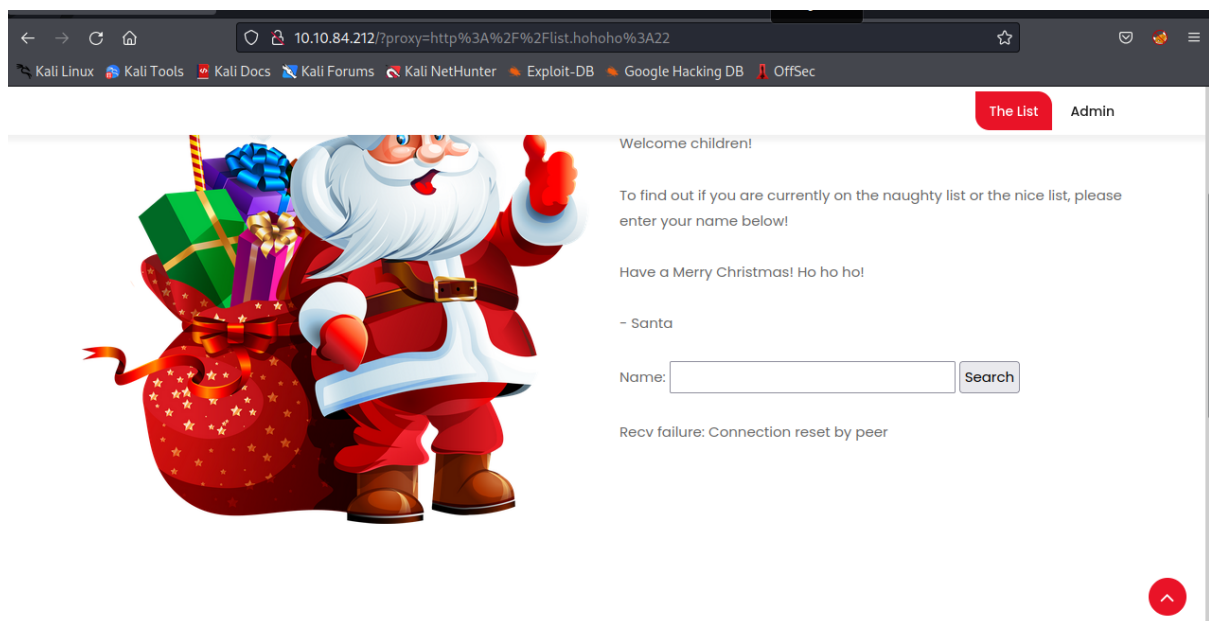 10.10.84.212/?proxy=http%3A%2F%2Flist.hohoho%3A22
Kali Linux Kali Tools Kali Docs Kali Forums Kali NetHunter Exploit-DB Google Hacking DB OffSec
The List Admin
Welcome children!
To find out if you are currently on the naughty list or the nice list, please
enter your name below!
Have a Merry Christmas! Ho ho ho!
- Santa
Name: Search
Recv failure: Connection reset by peer